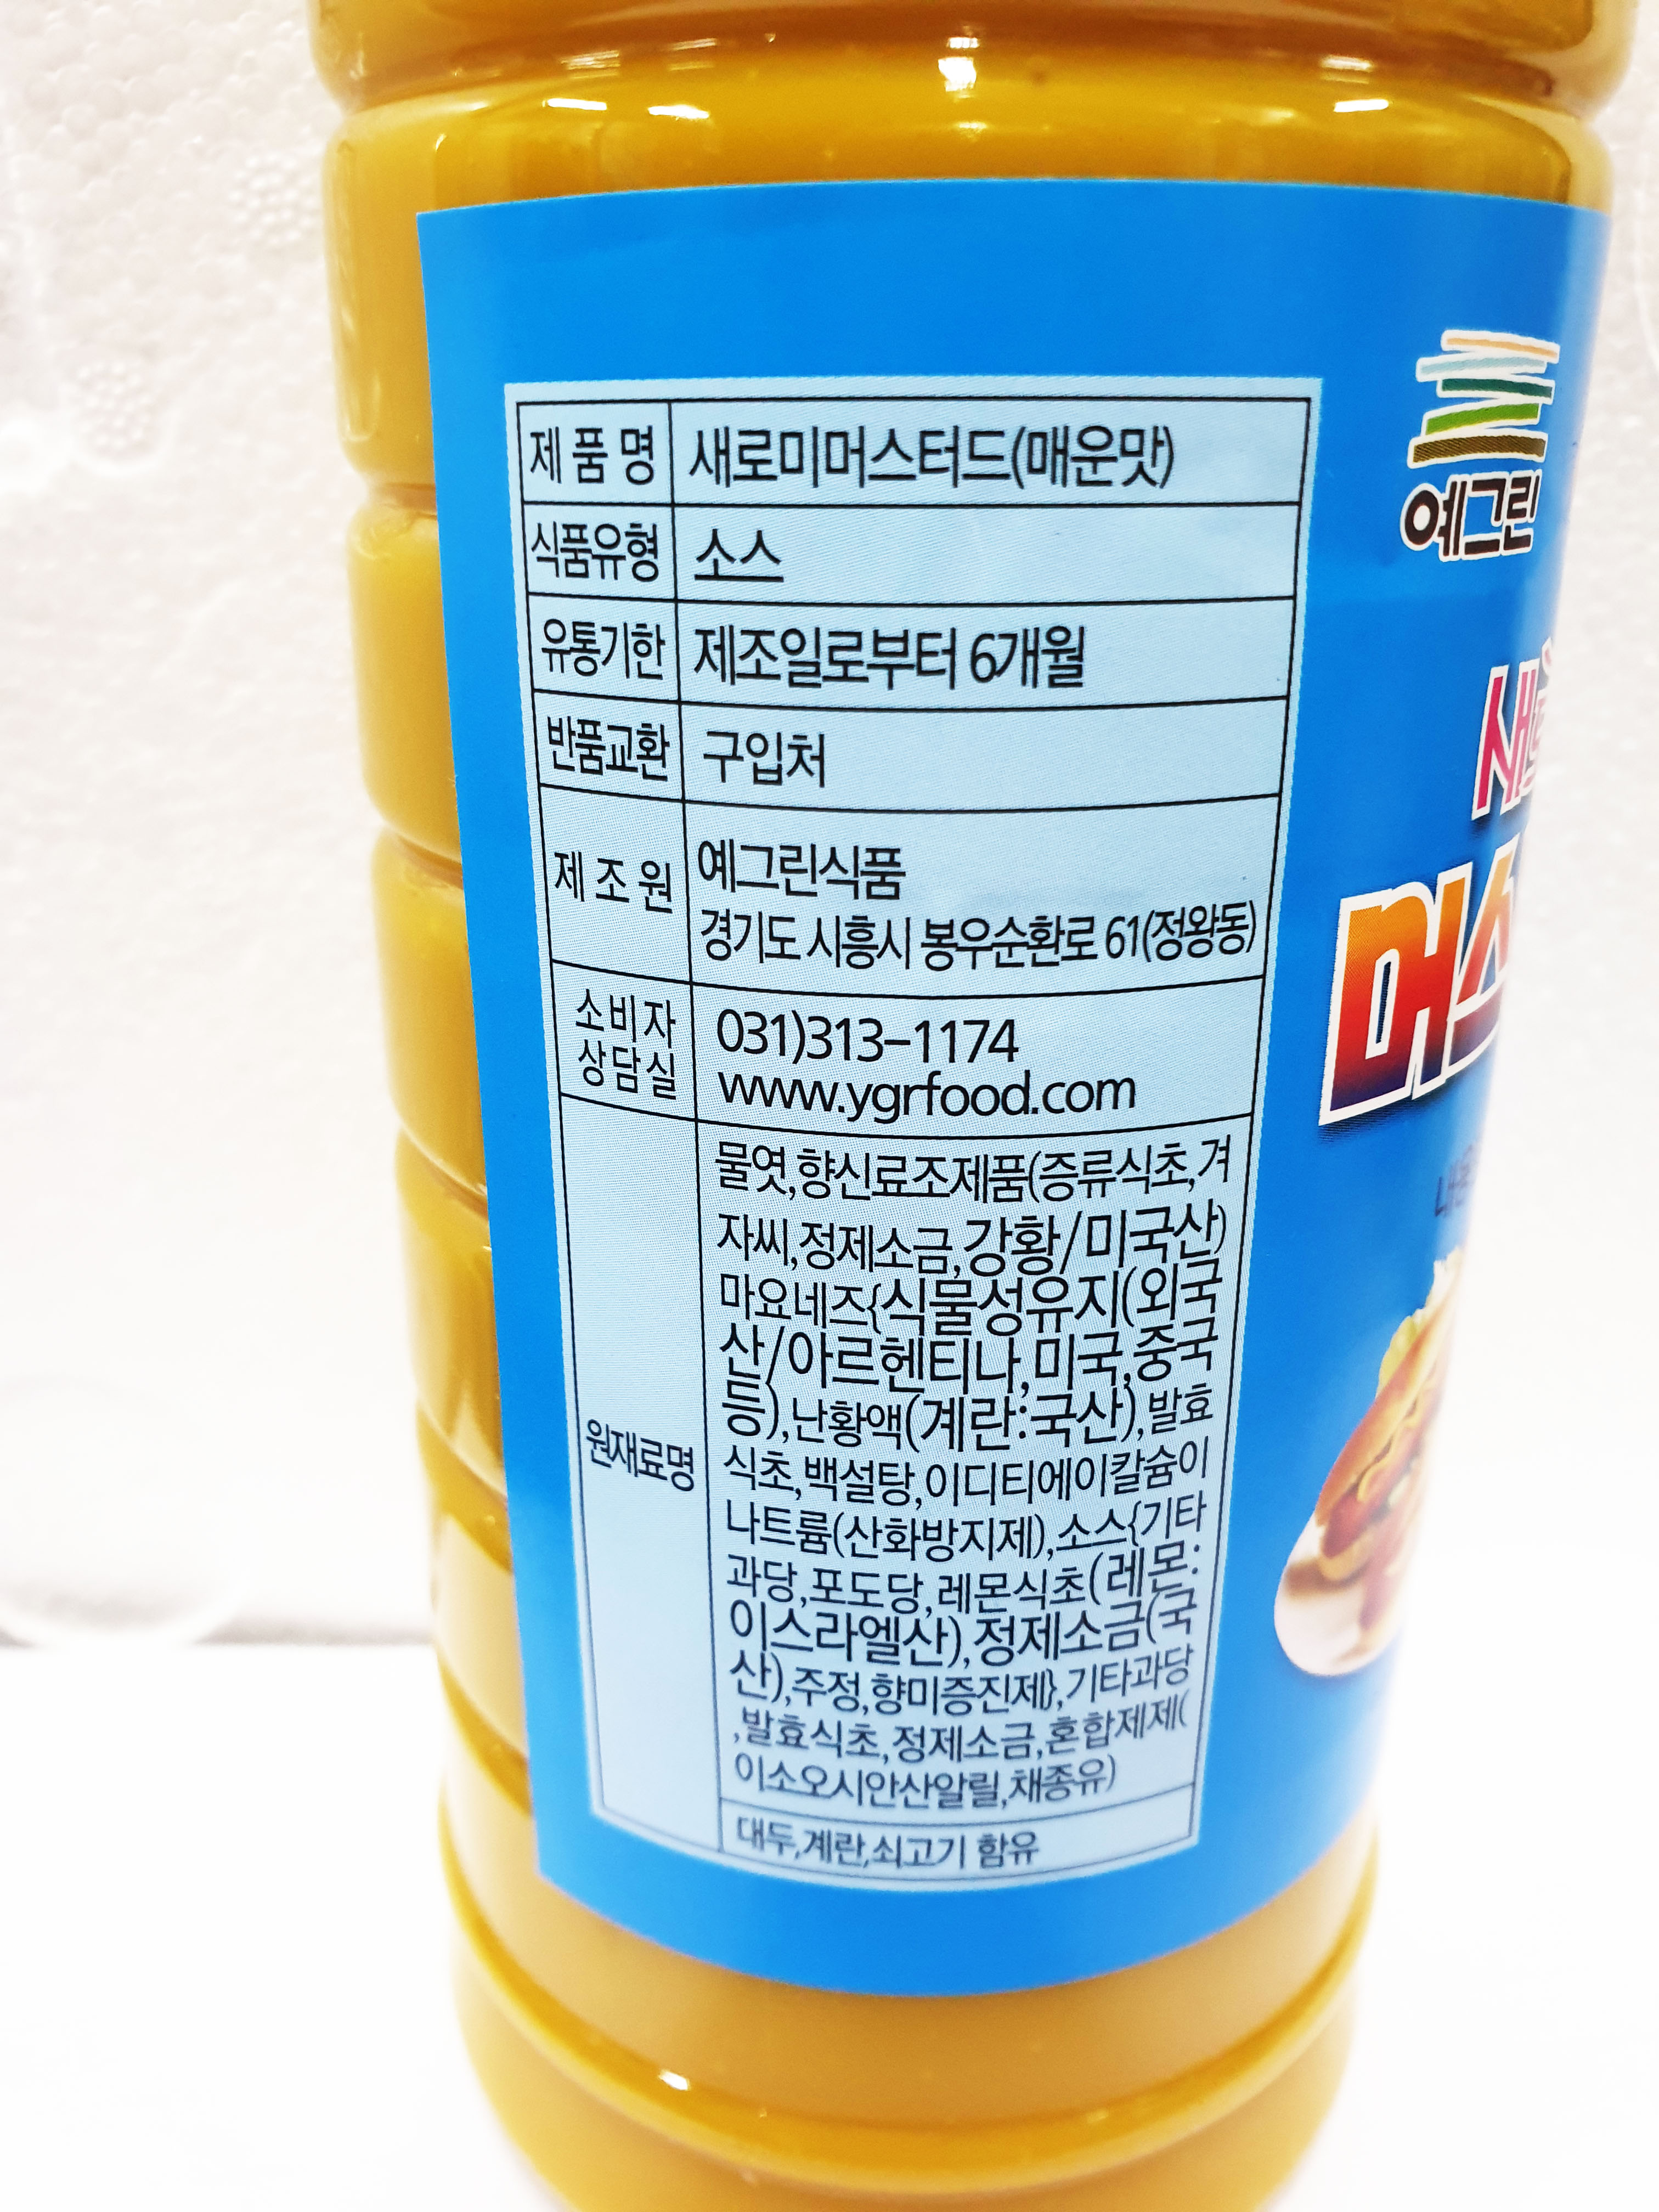 제 품 명 새로미머스터드(매운맛)
식품유형 소스
유통기한 제조일로부터 6개월
반품교환 구입처
제 조 원 예그린식품
경기도 시흥시 봉우순환로 61(정왕동)
소비자
상담실
031)313-1174
www.ygrfood.com
원재료명
물엿,향신료조제품(증류식초,겨
자씨,정제소금,강황/미국산)
마요네즈{식물성유지(외국
산/아르헨티나,미국,중국
등),난황액(계란:국산),발효
식초,백설탕,이디티에이칼슘이
나트륨(산화방지제),소스{기타
과당,포도당,레몬식초(레몬:
이스라엘산),정제소금(국
산),주정,향미증진제},기타과당
,발효식초,정제소금,혼합제제(
이소오시안산알릴,채종유)
대두,계란,쇠고기 함유
예그린
새
머스